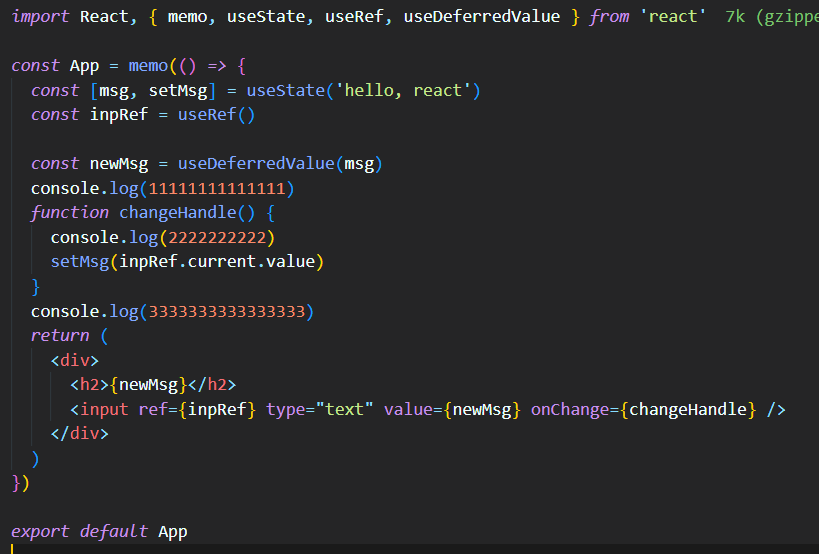 import React, { memo, useState, useRef, useDeferredValue } from 'react' 7k (gzippe
const App = memo(() => {
const [msg, setMsg] = useState('hello, react')
const inpRef = useRef()
const newMsg = useDeferredValue(msg)
console.log(11111111111111)
function changeHandle() {
console.log(2222222222)
setMsg(inpRef.current.value)
}
console.log(3333333333333333)
return (
<div>
<h2>{newMsg}</h2>
<input ref={inpRef} type="text" value={newMsg} onChange={changeHandle} />
</div>
)
})
export default App